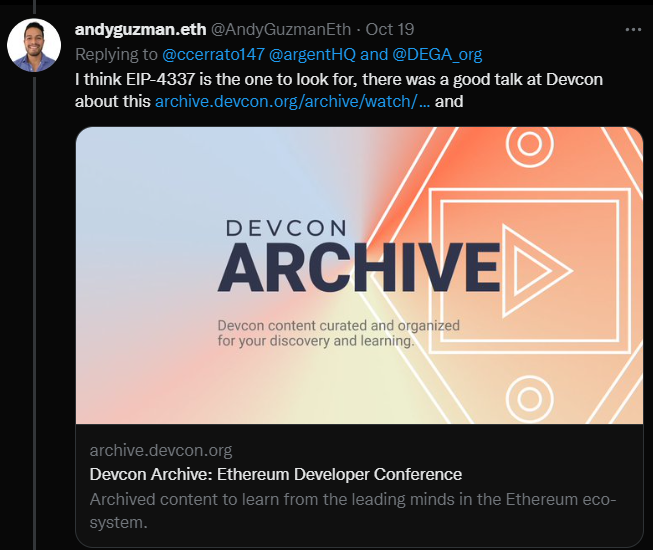 andyguzman.eth @AndyGuzmanEth · Oct 19
Replying to @ccerrato147 @argentHQ and @DEGA_org
I think EIP-4337 is the one to look for, there was a good talk at Devcon
about this archive.devcon.org/archive/watch/... and
DEVCON
ARCHIVE
Devcon content curated and organized
for your discovery and learning.
archive.devcon.org
Devcon Archive: Ethereum Developer Conference
Archived content to learn from the leading minds in the Ethereum eco-
system.